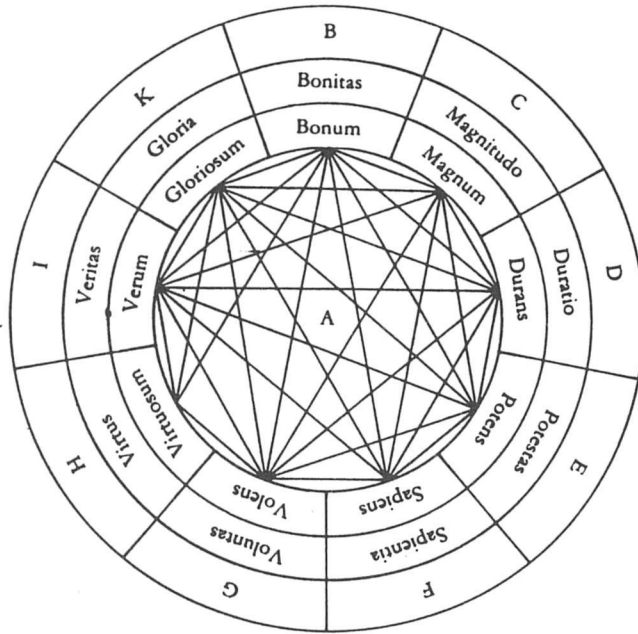 B
Bonitas
Bonum
C
Magnitudo
Magnum
D
Duratio
Durans
E
Potestas
Potens
F
Sapientia
Sapiens
G
Voluntas
Volens
H
Virtus
Virtuosum
I
Veritas
Verum
K
Gloria
Gloriosum
A